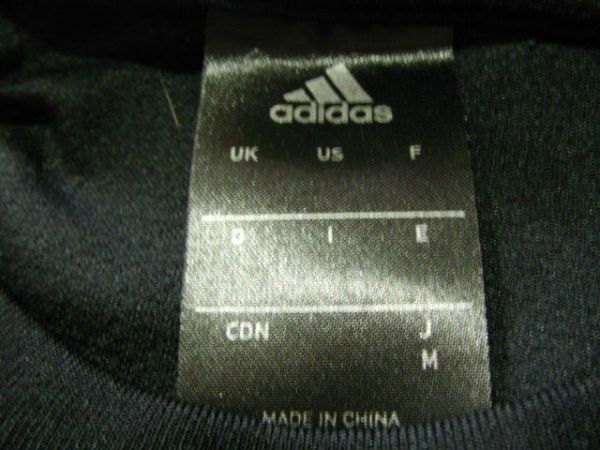 adidas
UK US F
D I E
CDN J
M
MADE IN CHINA